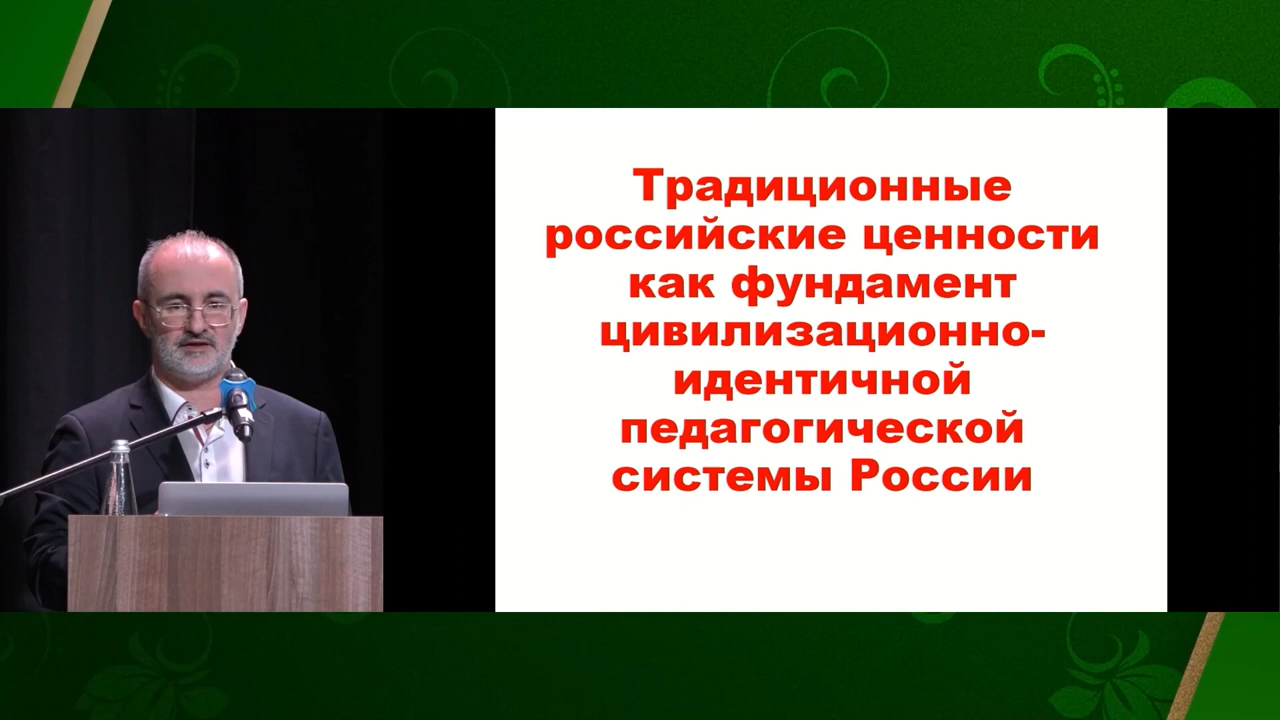 Традиционные
российские ценности
как фундамент
цивилизационно-
идентичной
педагогической
системы России